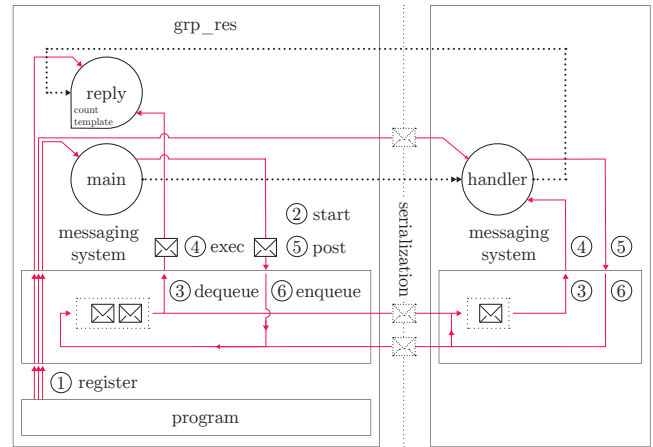 grp_res
reply
count
template
main
handler
② start
④ exec
⑤ post
④
⑤
messaging
system
serialization
messaging
system
③ dequeue
⑥ enqueue
③
⑥
① register
program